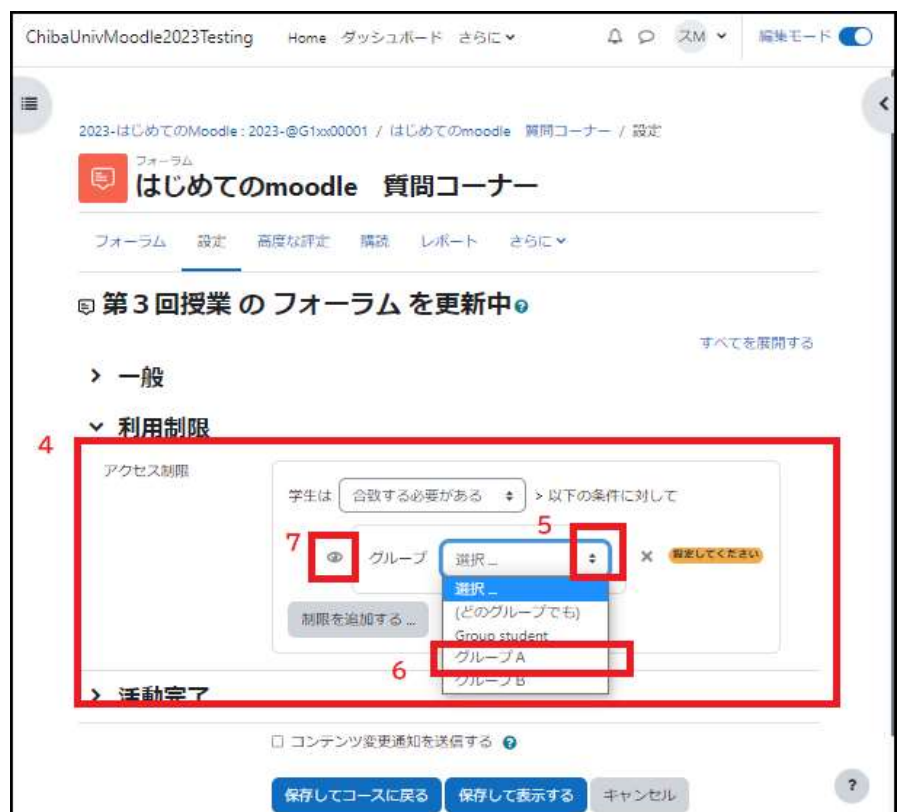 ChibaUnivMoodle2023Testing Home ダッシュボード さらに スM 編集モード
2023-はじめてのMoodle : 2023-@G1xx00001 / はじめてのmoodle 質問コーナー / 設定
フォーラム
はじめてのmoodle 質問コーナー
フォーラム 設定 高度な評定 購読 レポート さらに
第3回授業 の フォーラム を更新中
すべてを展開する
一般
利用制限
4
アクセス制限
学生は 合致する必要がある > 以下の条件に対して
7 5
グループ 選択 ... × 設定してください
選択 ...
(どのグループでも)
制限を追加する ...
Group student
グループ A
6
グループ B
活動完了
コンテンツ変更通知を送信する
保存してコースに戻る 保存して表示する キャンセル ?